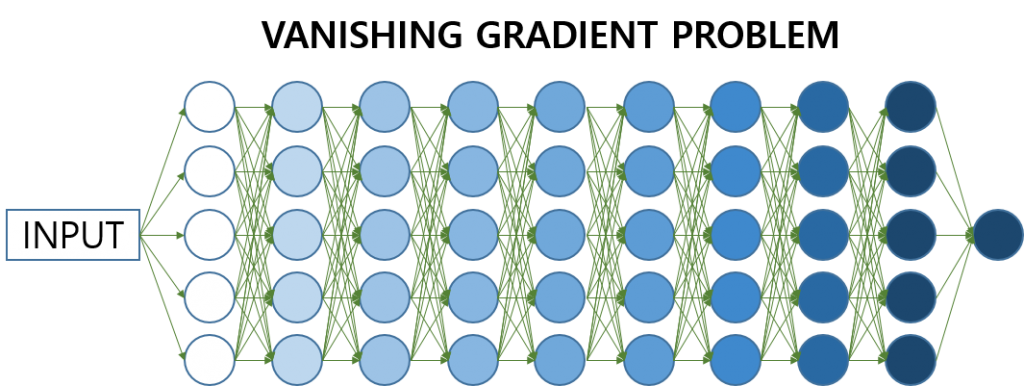 VANISHING GRADIENT PROBLEM
INPUT